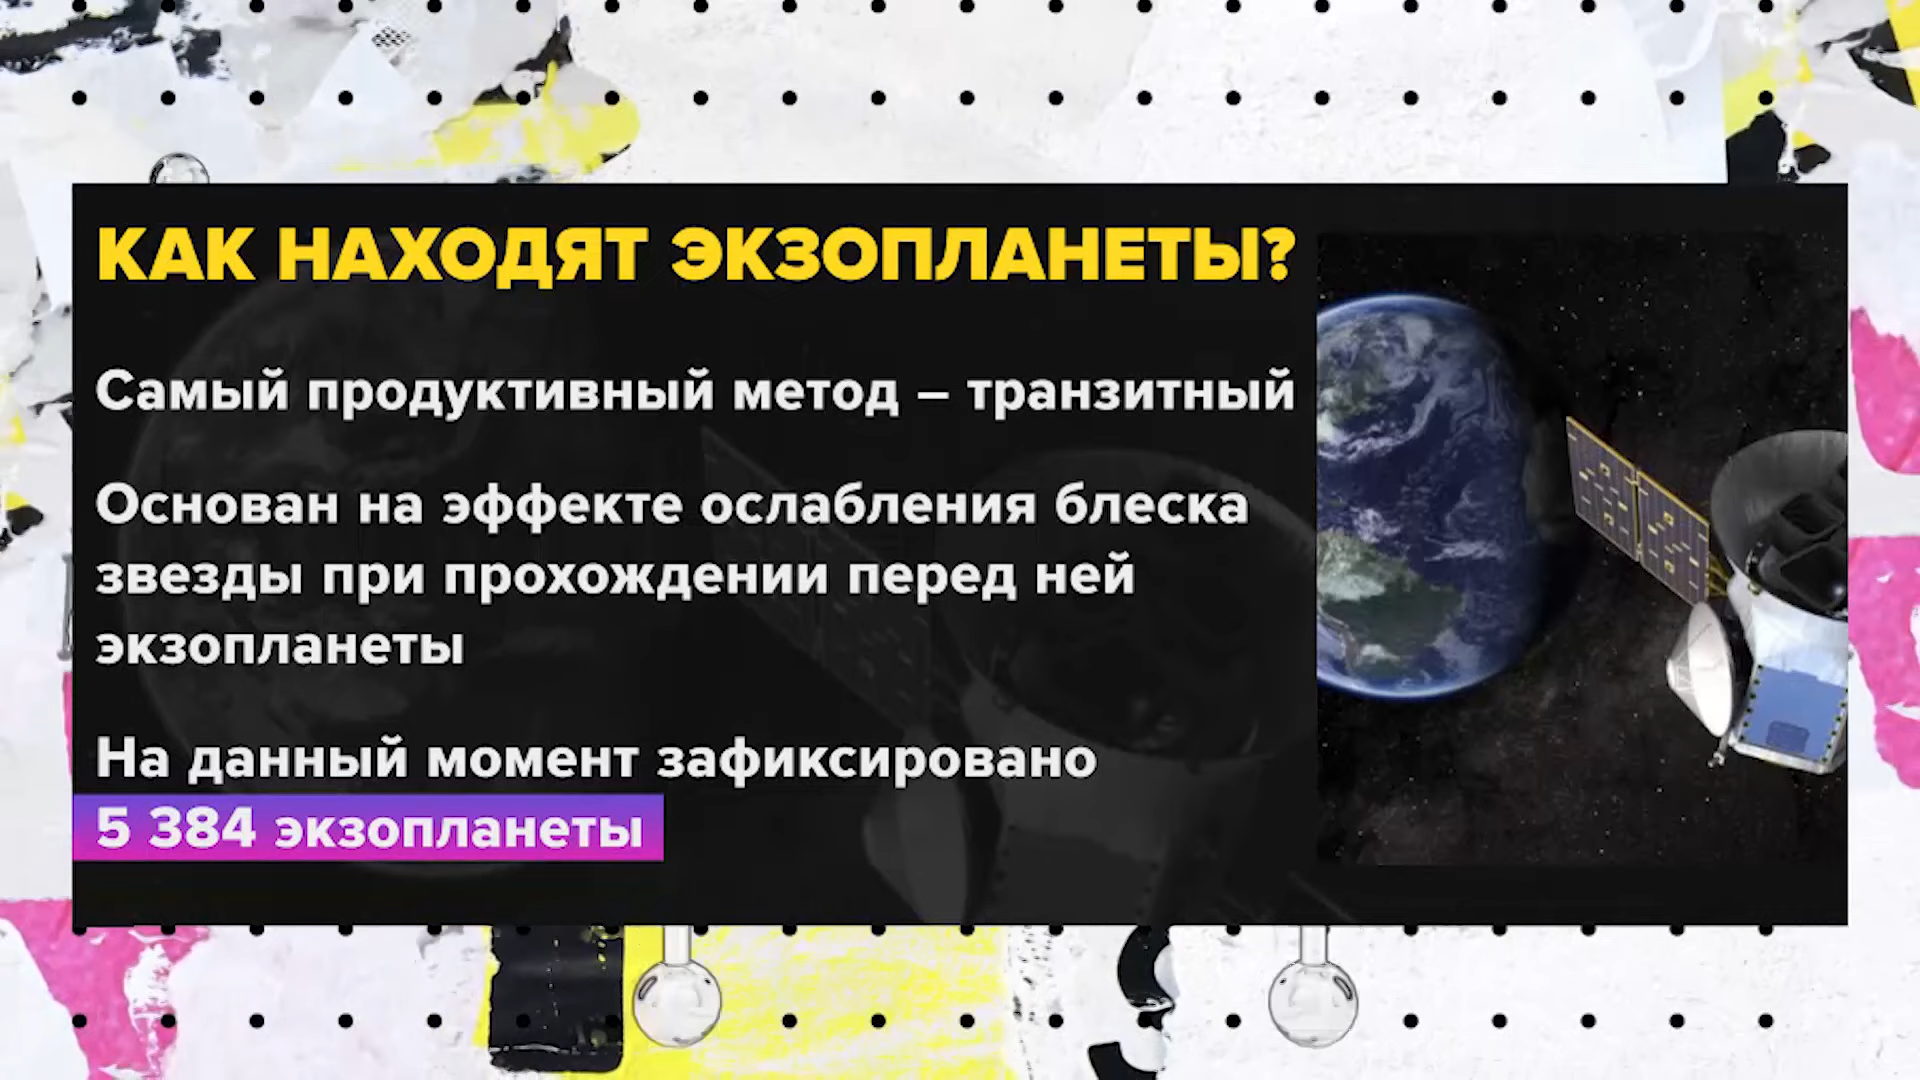 КАК НАХОДЯТ ЭКЗОПЛАНЕТЫ?
Самый продуктивный метод – транзитный
Основан на эффекте ослабления блеска
звезды при прохождении перед ней
экзопланеты
На данный момент зафиксировано
5 384 экзопланеты